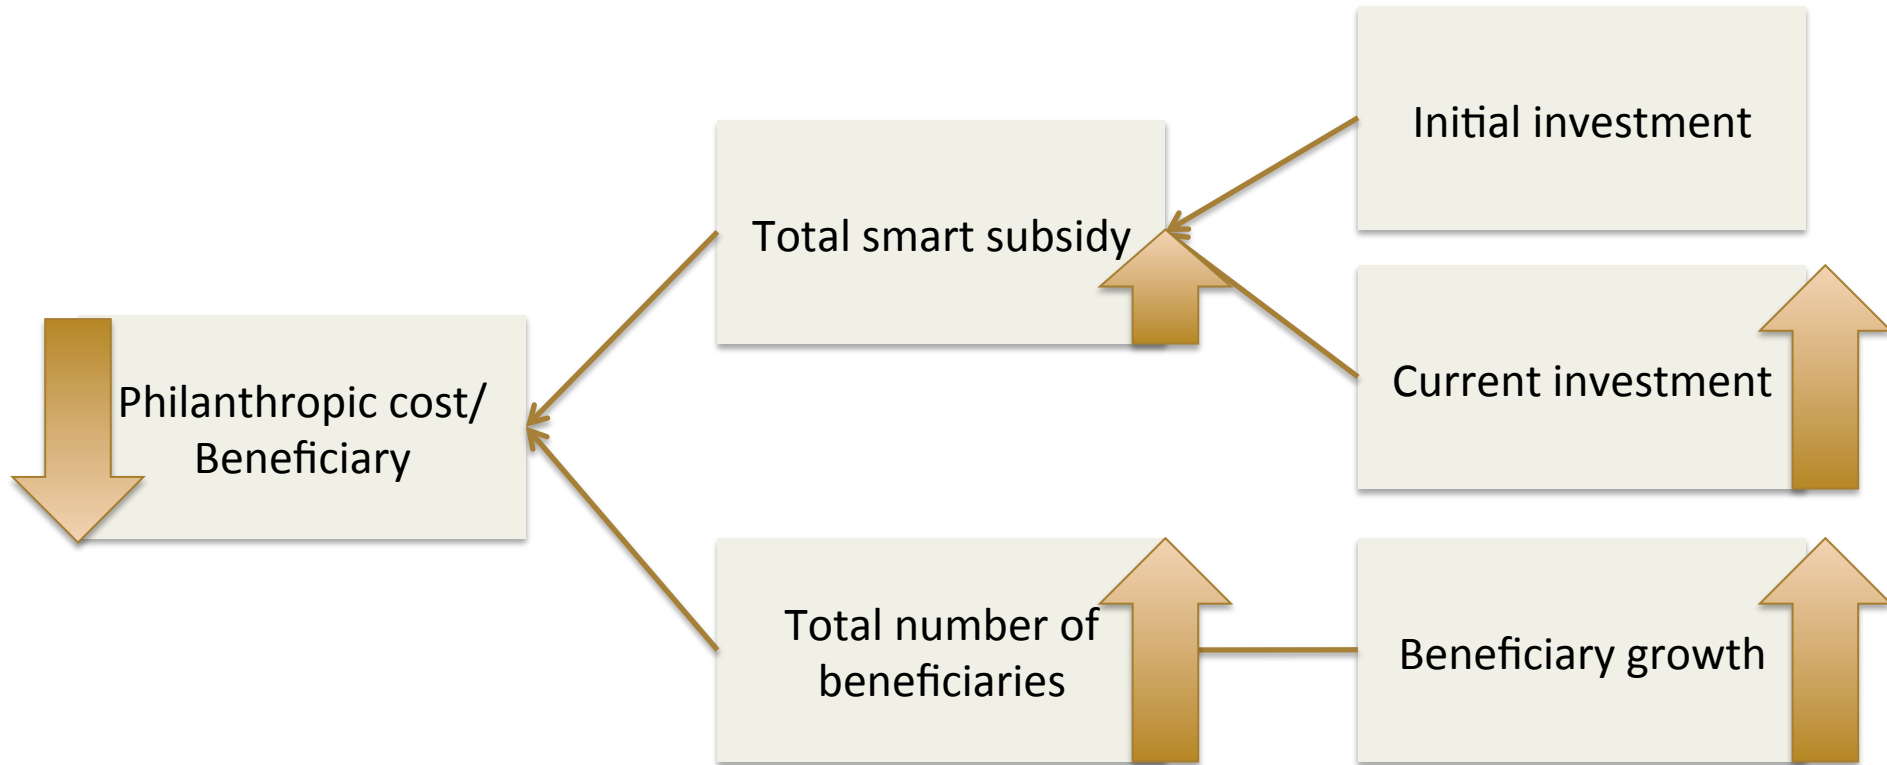 Initial investment
Total smart subsidy
Current investment
Philanthropic cost/
Beneficiary
Total number of
beneficiaries
Beneficiary growth